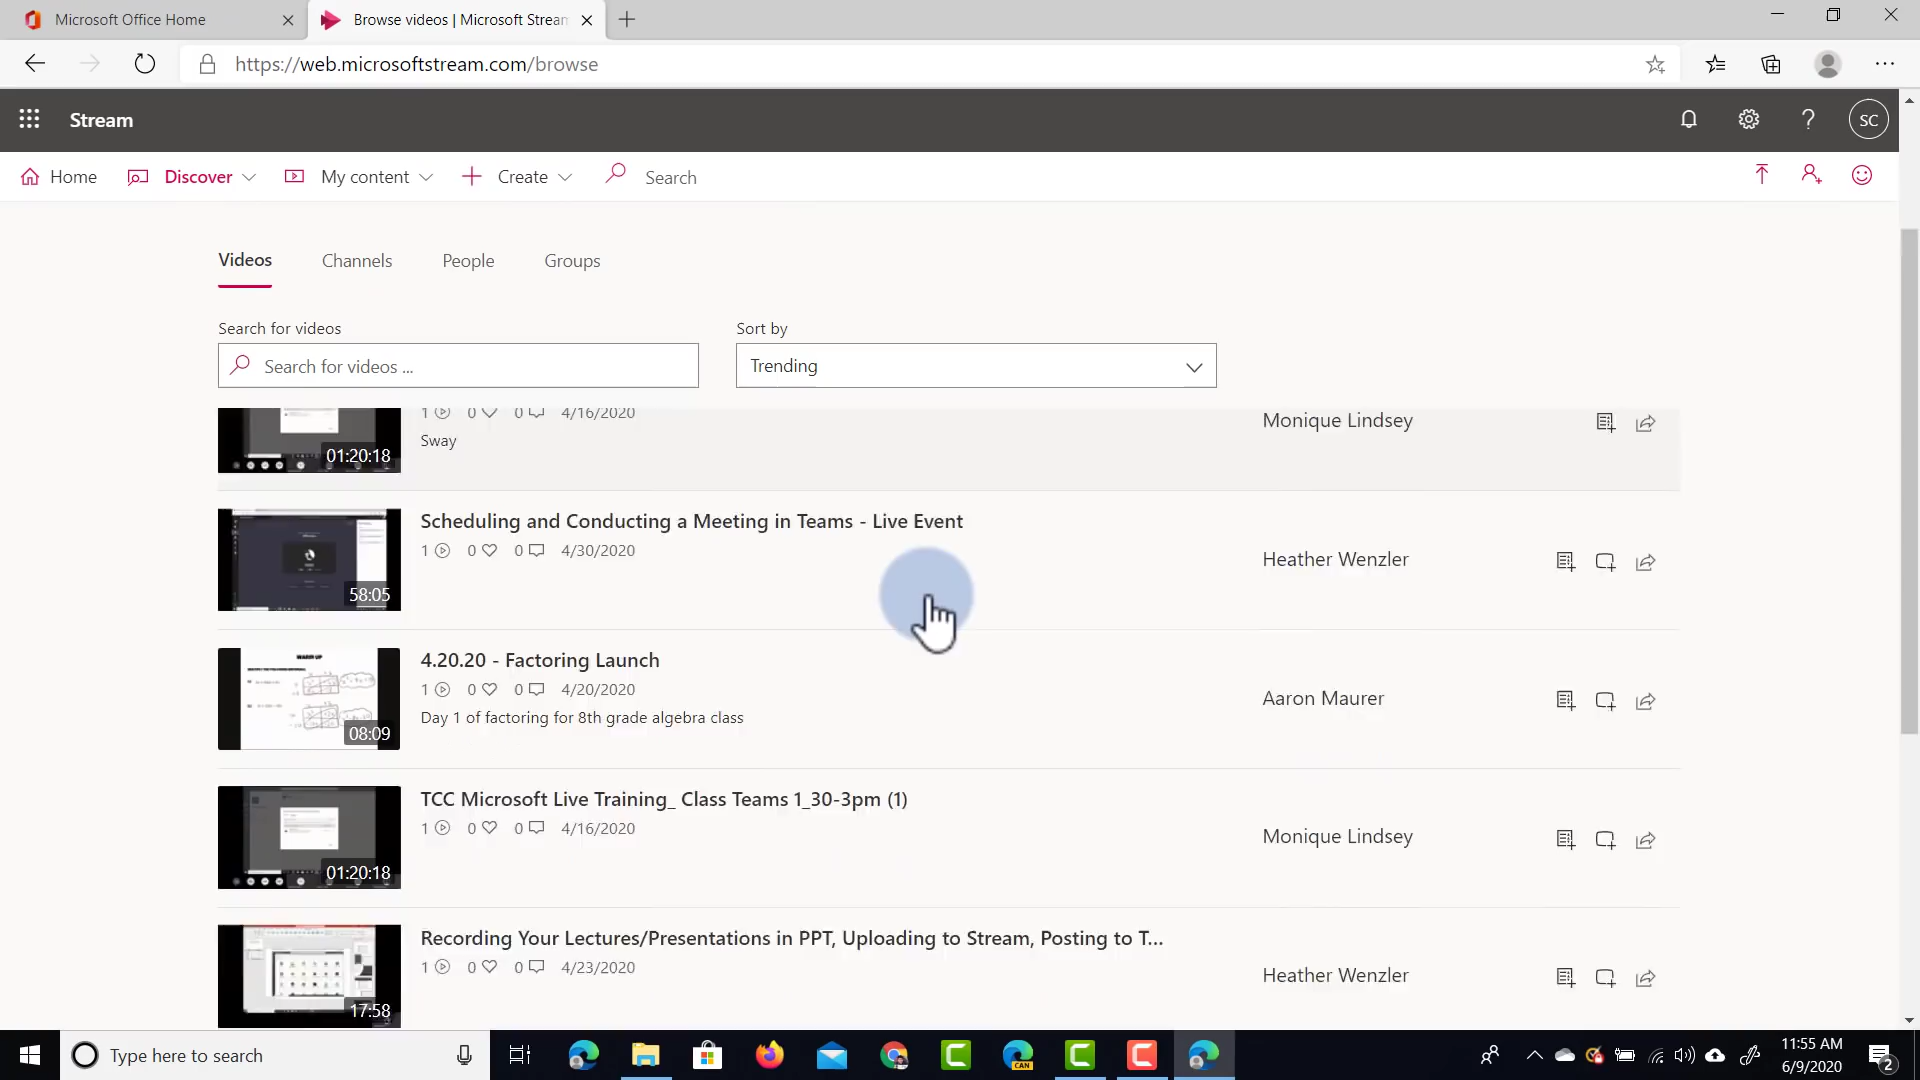 Microsoft Office Home
Browse videos | Microsoft Stream
https://web.microsoftstream.com/browse
Stream
SC
Home
Discover
My content
Create
Search
Videos
Channels
People
Groups
Search for videos
Sort by
Search for videos ...
Trending
1 0 0 4/16/2020
Sway
01:20:18
Monique Lindsey
Scheduling and Conducting a Meeting in Teams - Live Event
1 0 0 4/30/2020
58:05
Heather Wenzler
4.20.20 - Factoring Launch
1 0 0 4/20/2020
Day 1 of factoring for 8th grade algebra class
WARM UP
08:09
Aaron Maurer
TCC Microsoft Live Training_ Class Teams 1_30-3pm (1)
1 0 0 4/16/2020
01:20:18
Monique Lindsey
Recording Your Lectures/Presentations in PPT, Uploading to Stream, Posting to T...
1 0 0 4/23/2020
17:58
Heather Wenzler
Type here to search
CAN
11:55 AM
6/9/2020
2